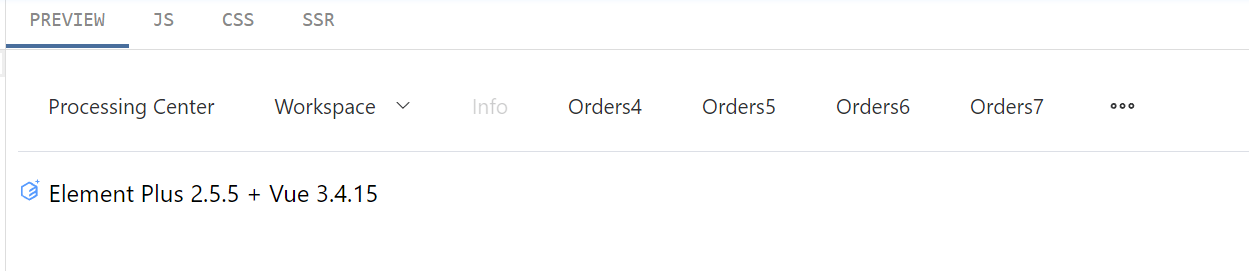 PREVIEW JS CSS SSR
Processing Center Workspace Info Orders4 Orders5 Orders6 Orders7
Element Plus 2.5.5 + Vue 3.4.15